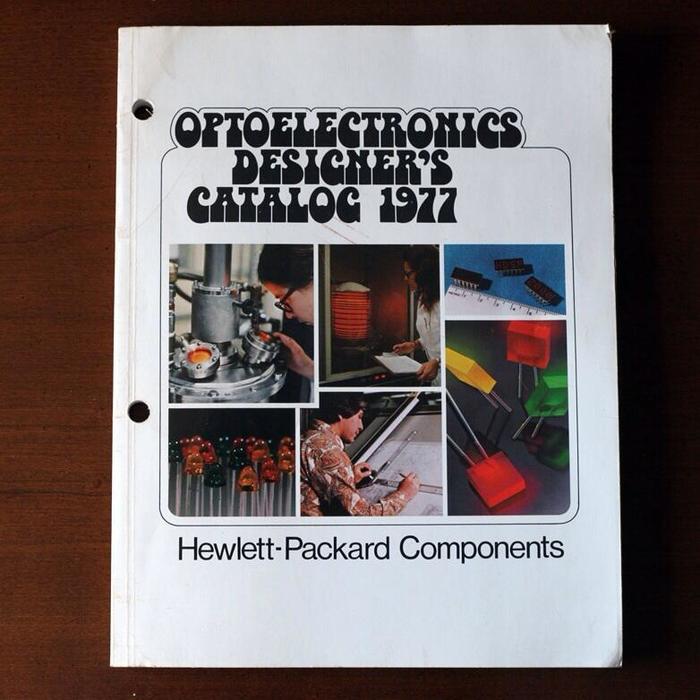 OPTOELECTRONICS
DESIGNER'S
CATALOG 1977
Hewlett-Packard Components